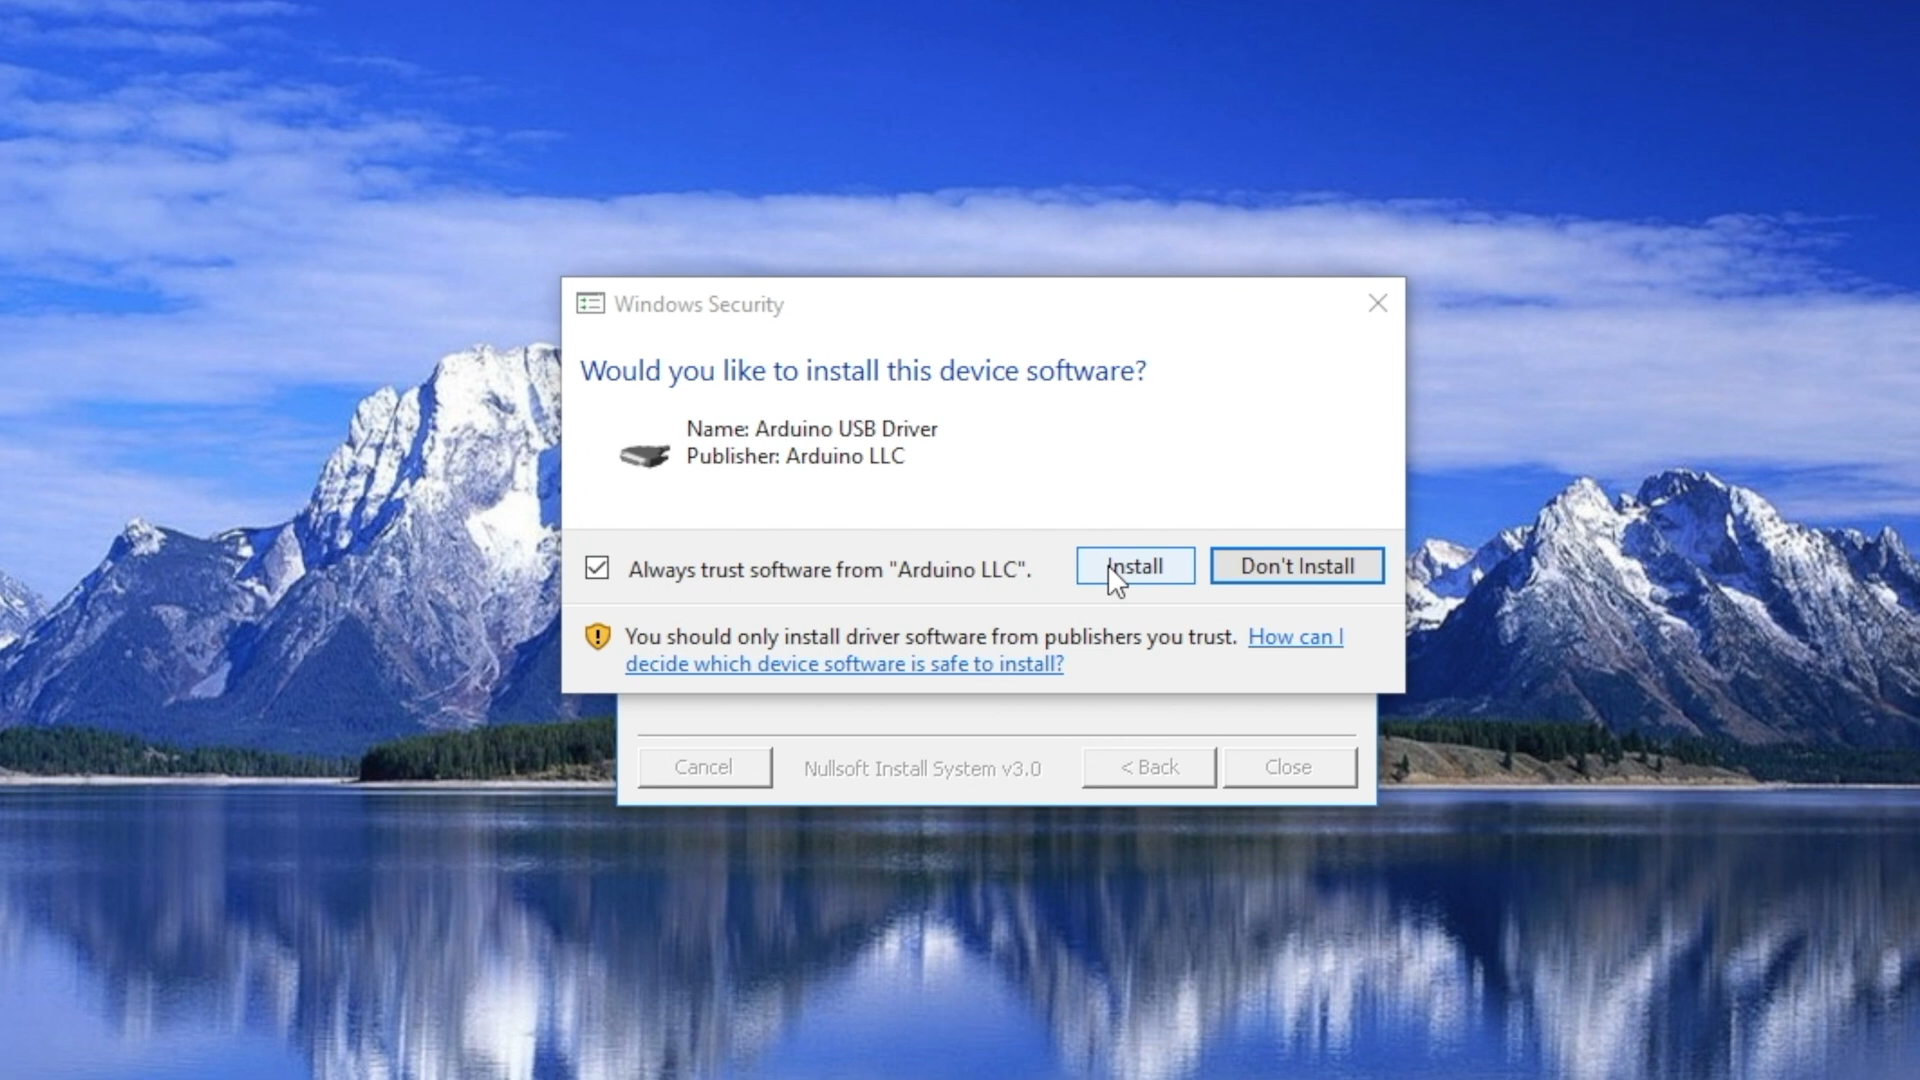 Windows Security
Would you like to install this device software?
Name: Arduino USB Driver
Publisher: Arduino LLC
Always trust software from "Arduino LLC".
Install
Don't Install
You should only install driver software from publishers you trust. How can I
decide which device software is safe to install?
Cancel
Nullsoft Install System v3.0
< Back
Close